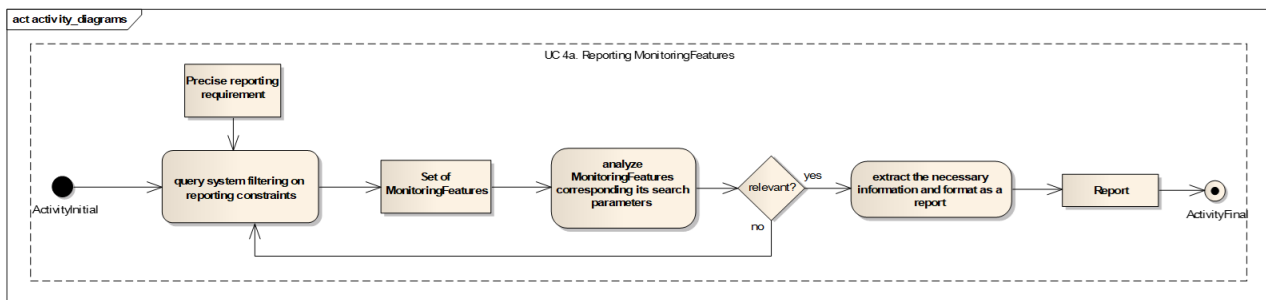 act activity_diagrams
UC 4a. Reporting MonitoringFeatures
Precise reporting
requirement
ActivityInitial
query system filtering on
reporting constraints
Set of
MonitoringFeatures
analyze
MonitoringFeatures
corresponding its search
parameters
relevant?
yes
no
extract the necessary
information and format as a
report
Report
ActivityFinal